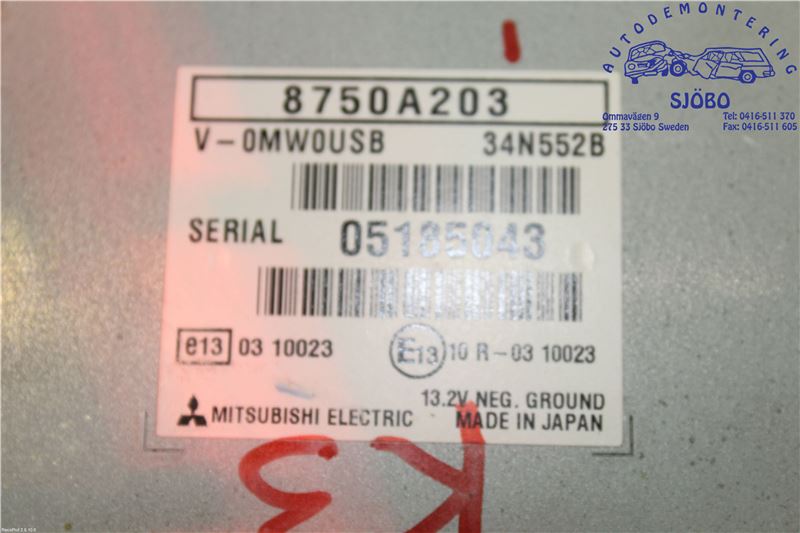 AUTODEMONTERING
SJÖBO
Ommavägen 9
275 33 Sjöbo Sweden
Tel: 0416-511 370
Fax: 0416-511 605
8750A203
V-0MW0USB 34N552B
SERIAL 05185043
e13 03 10023 E13 10 R-03 10023
13.2V NEG. GROUND
MITSUBISHI ELECTRIC MADE IN JAPAN
K3